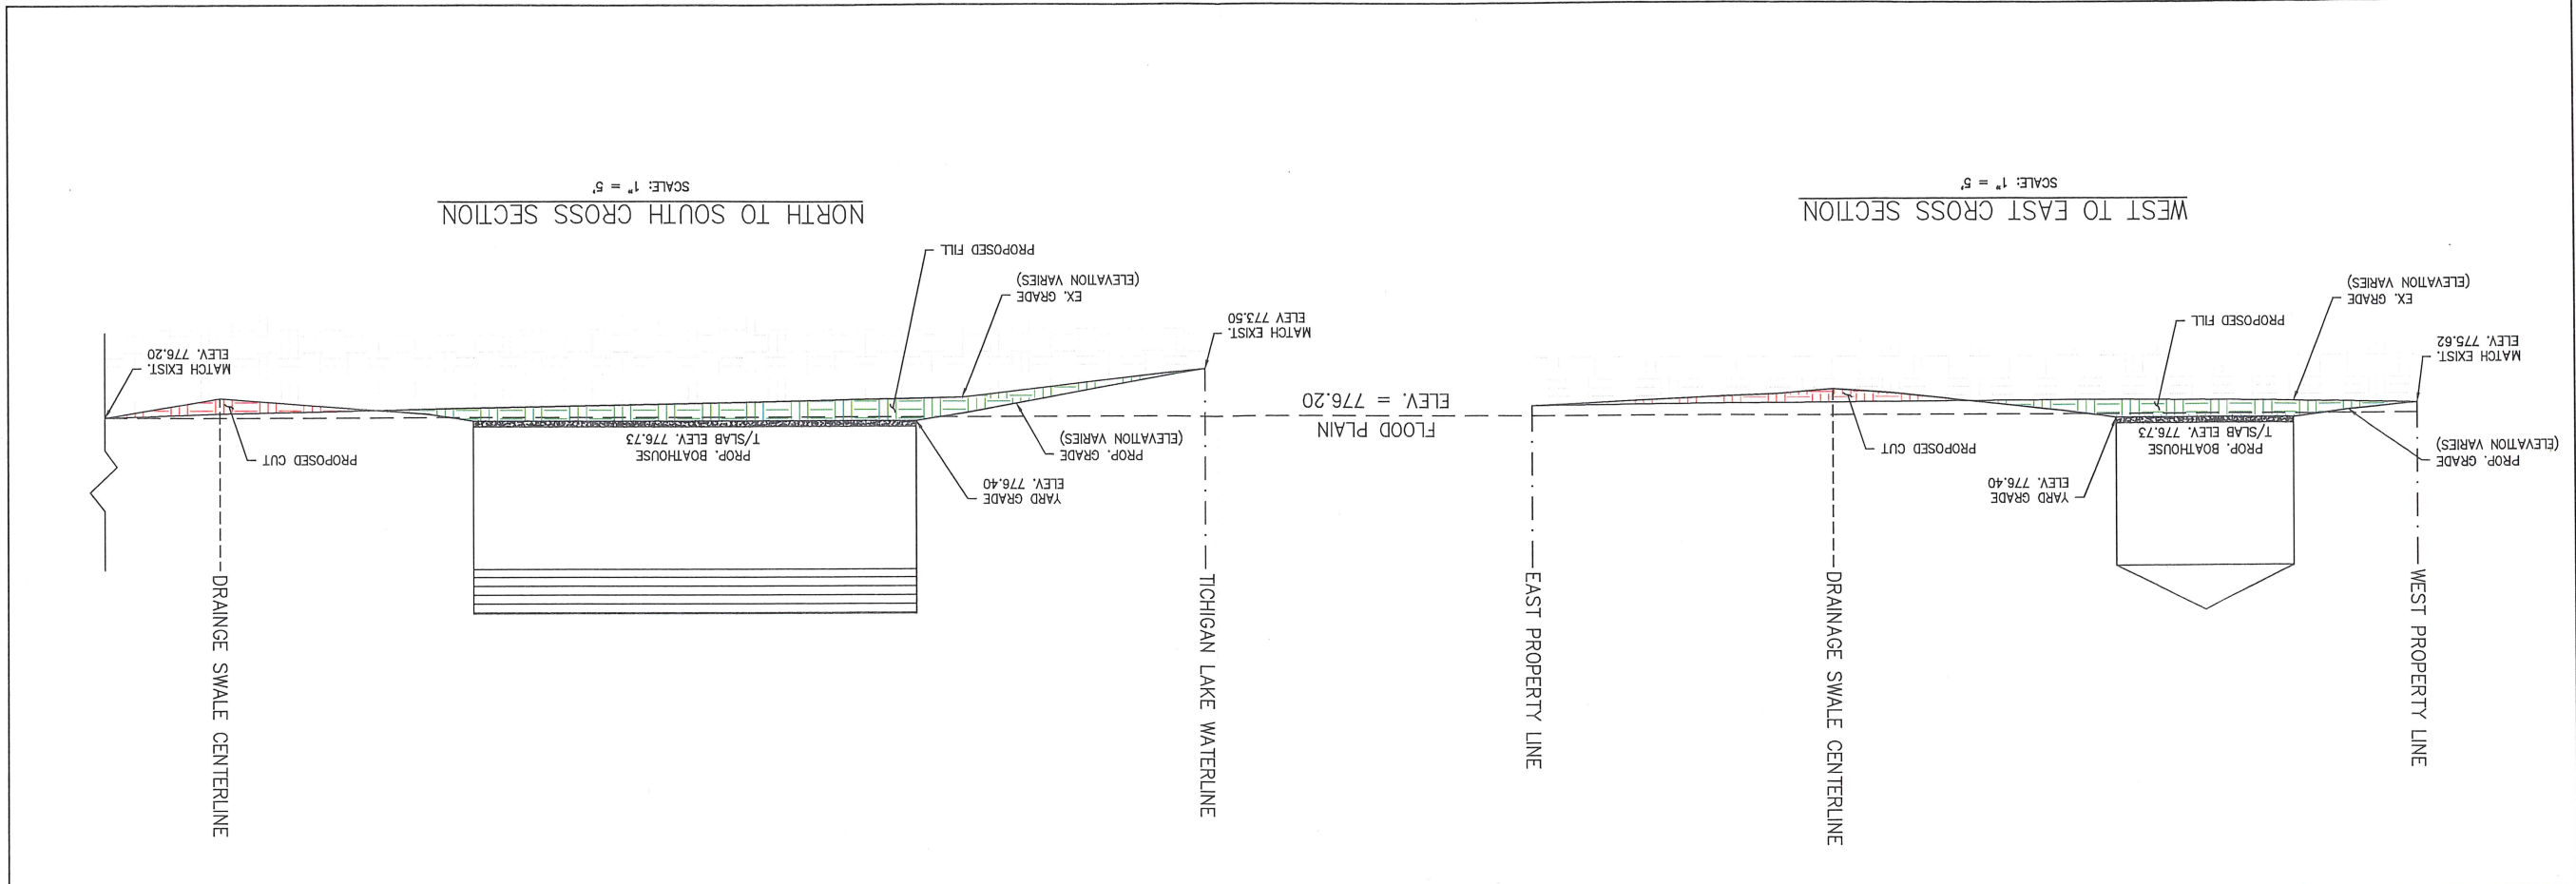 WEST PROPERTY LINE
DRAINAGE SWALE CENTERLINE
EAST PROPERTY LINE
PROP. GRADE
(ELEVATION VARIES)
MATCH EXIST.
ELEV. 775.62
YARD GRADE
ELEV. 776.40
PROP. BOATHOUSE
T/SLAB ELEV. 776.73
PROPOSED CUT
PROPOSED FILL
EX. GRADE
(ELEVATION VARIES)
WEST TO EAST CROSS SECTION
SCALE: 1" = 5'
FLOOD PLAIN
ELEV. = 776.20
TICHIGAN LAKE WATERLINE
DRAINGE SWALE CENTERLINE
YARD GRADE
ELEV. 776.40
PROP. GRADE
(ELEVATION VARIES)
PROP. BOATHOUSE
T/SLAB ELEV. 776.73
PROPOSED CUT
MATCH EXIST.
ELEV 773.50
MATCH EXIST.
ELEV. 776.20
EX. GRADE
(ELEVATION VARIES)
PROPOSED FILL
NORTH TO SOUTH CROSS SECTION
SCALE: 1" = 5'